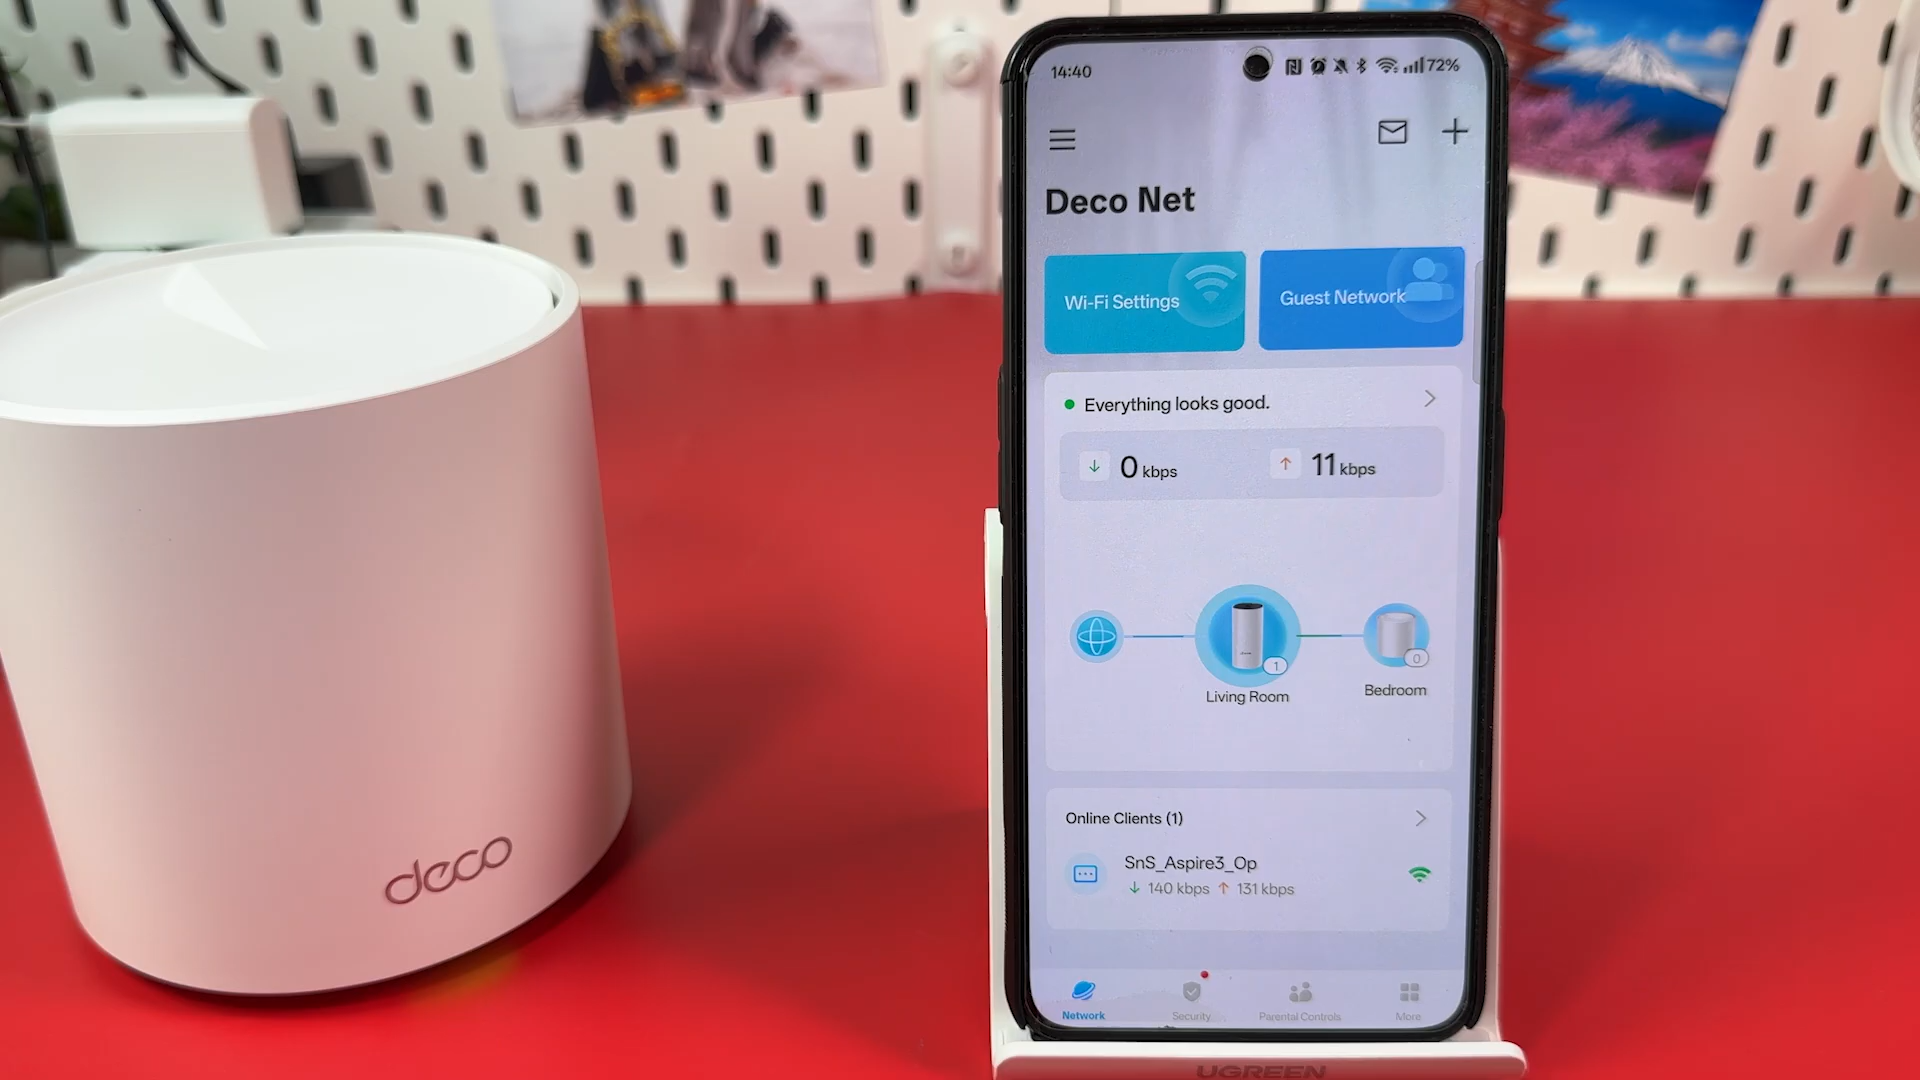 14:40
72%
Deco Net
Wi-Fi Settings
Guest Network
Everything looks good.
0 kbps
11 kbps
1
0
Living Room
Bedroom
Online Clients (1)
SnS_Aspire3_Op
140 kbps 131 kbps
Network
Security
Parental Controls
More
deco
UGREEN